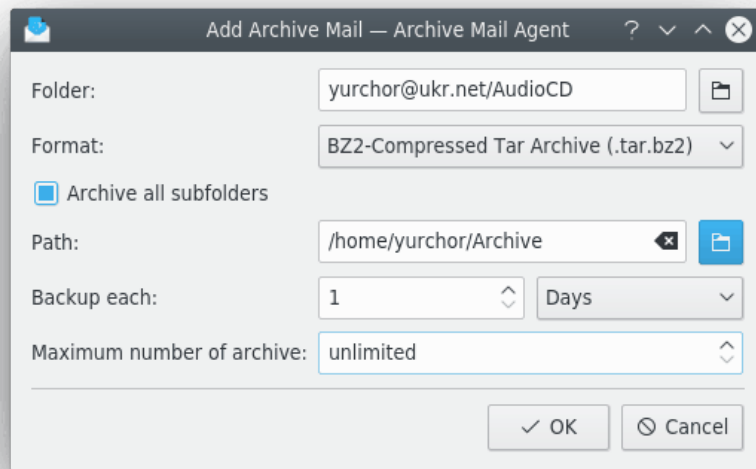 Add Archive Mail — Archive Mail Agent ?
Folder: yurchor@ukr.net/AudioCD
Format: BZ2-Compressed Tar Archive (.tar.bz2)
Archive all subfolders
Path: /home/yurchor/Archive
Backup each: 1 Days
Maximum number of archive: unlimited
OK Cancel